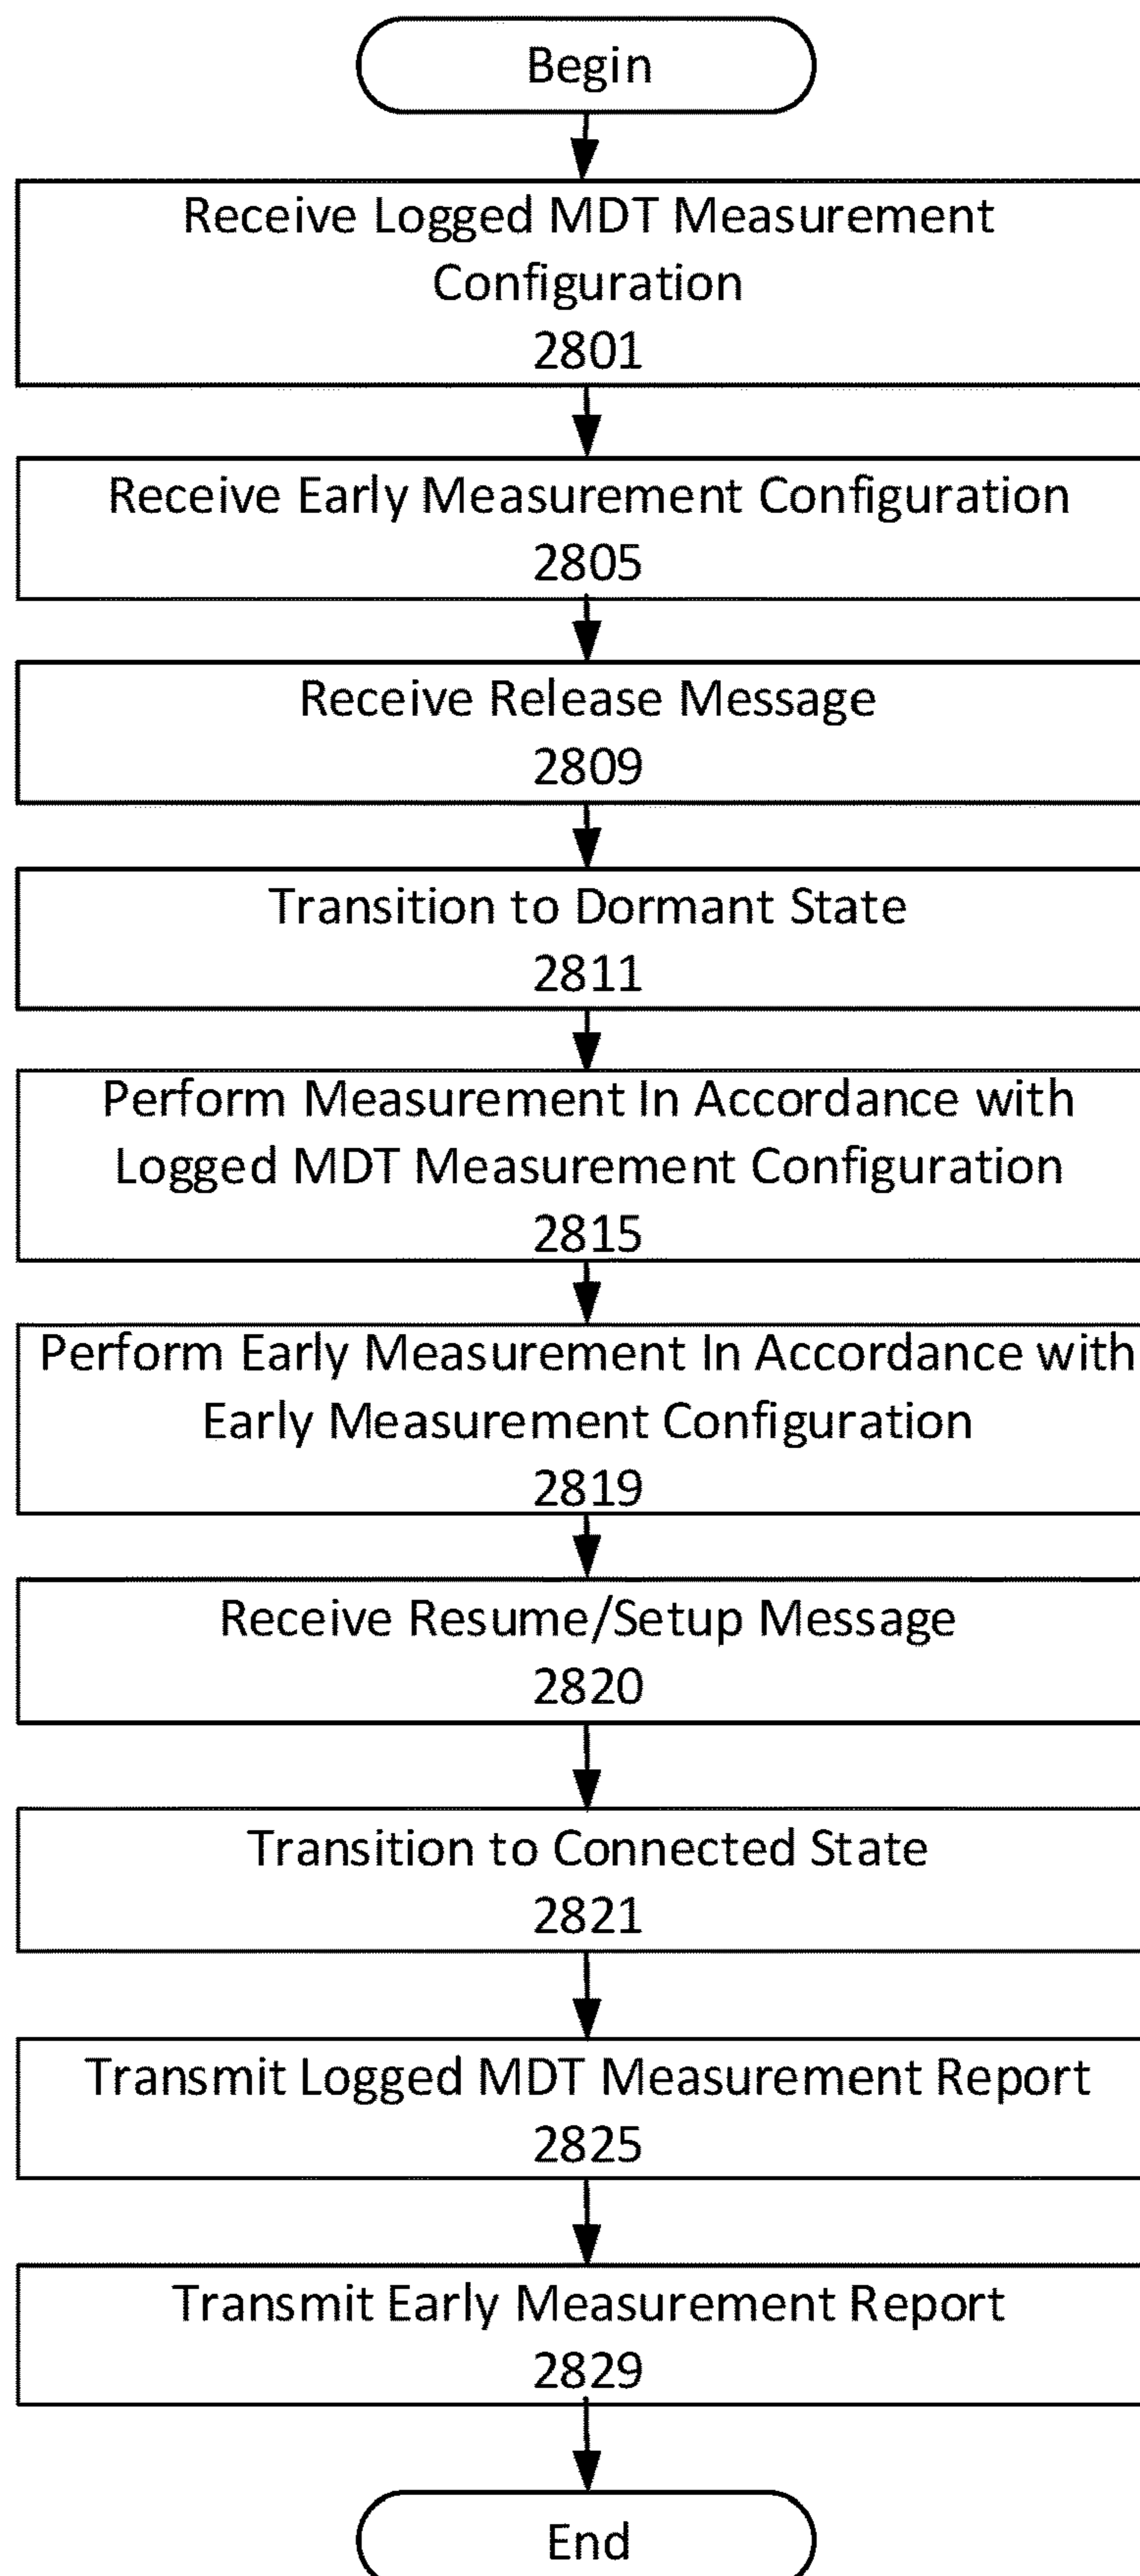 Begin
Receive Logged MDT Measurement
Configuration
2801
Receive Early Measurement Configuration
2805
Receive Release Message
2809
Transition to Dormant State
2811
Perform Measurement In Accordance with
Logged MDT Measurement Configuration
2815
Perform Early Measurement In Accordance with
Early Measurement Configuration
2819
Receive Resume/Setup Message
2820
Transition to Connected State
2821
Transmit Logged MDT Measurement Report
2825
Transmit Early Measurement Report
2829
End